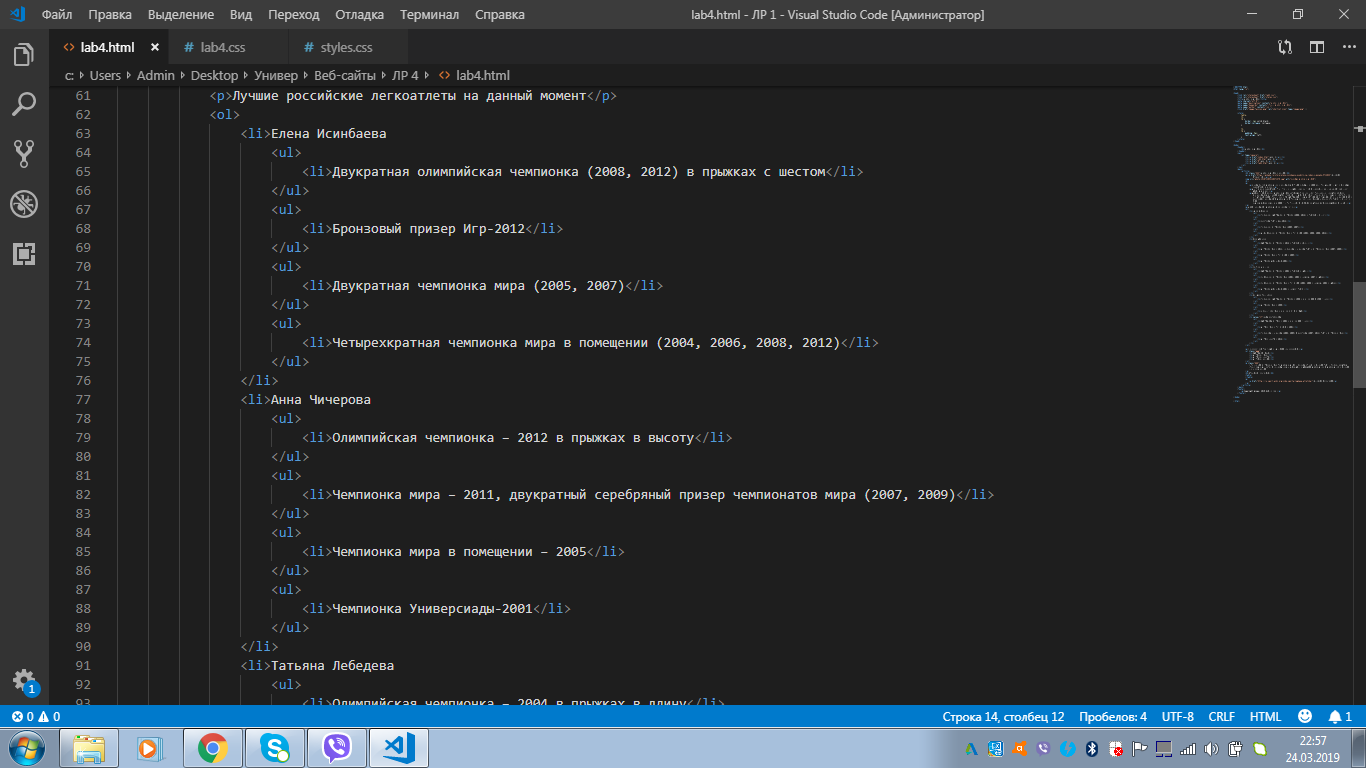 Файл Правка Выделение Вид Переход Отладка Терминал Справка lab4.html - ЛР 1 - Visual Studio Code [Администратор]
<> lab4.html × # lab4.css # styles.css
c: ▸ Users ▸ Admin ▸ Desktop ▸ Универ ▸ Веб-сайты ▸ ЛР 4 ▸ <> lab4.html
61 <p>Лучшие российские легкоатлеты на данный момент</p>
62 <ol>
63 <li>Елена Исинбаева
64 <ul>
65 <li>Двукратная олимпийская чемпионка (2008, 2012) в прыжках с шестом</li>
66 </ul>
67 <ul>
68 <li>Бронзовый призер Игр-2012</li>
69 </ul>
70 <ul>
71 <li>Двукратная чемпионка мира (2005, 2007)</li>
72 </ul>
73 <ul>
74 <li>Четырехкратная чемпионка мира в помещении (2004, 2006, 2008, 2012)</li>
75 </ul>
76 </li>
77 <li>Анна Чичерова
78 <ul>
79 <li>Олимпийская чемпионка – 2012 в прыжках в высоту</li>
80 </ul>
81 <ul>
82 <li>Чемпионка мира – 2011, двукратный серебряный призер чемпионатов мира (2007, 2009)</li>
83 </ul>
84 <ul>
85 <li>Чемпионка мира в помещении – 2005</li>
86 </ul>
87 <ul>
88 <li>Чемпионка Универсиады-2001</li>
89 </ul>
90 </li>
91 <li>Татьяна Лебедева
92 <ul>
93 <li>Олимпийская чемпионка – 2004 в прыжках в длину</li>
1
0 0 Строка 14, столбец 12 Пробелов: 4 UTF-8 CRLF HTML 1
22:57
24.03.2019